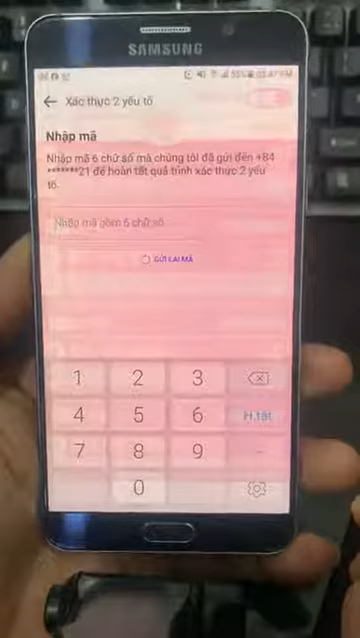 SAMSUNG
Xác thực 2 yếu tố
Nhập mã
Nhập mã 6 chữ số mà chúng tôi đã gửi đến +84
*******21 để hoàn tất quá trình xác thực 2 yếu
tố.
Nhập mã gồm 6 chữ số
GỬI LẠI MÃ
1 2 3
4 5 6 H.tất
7 8 9
0